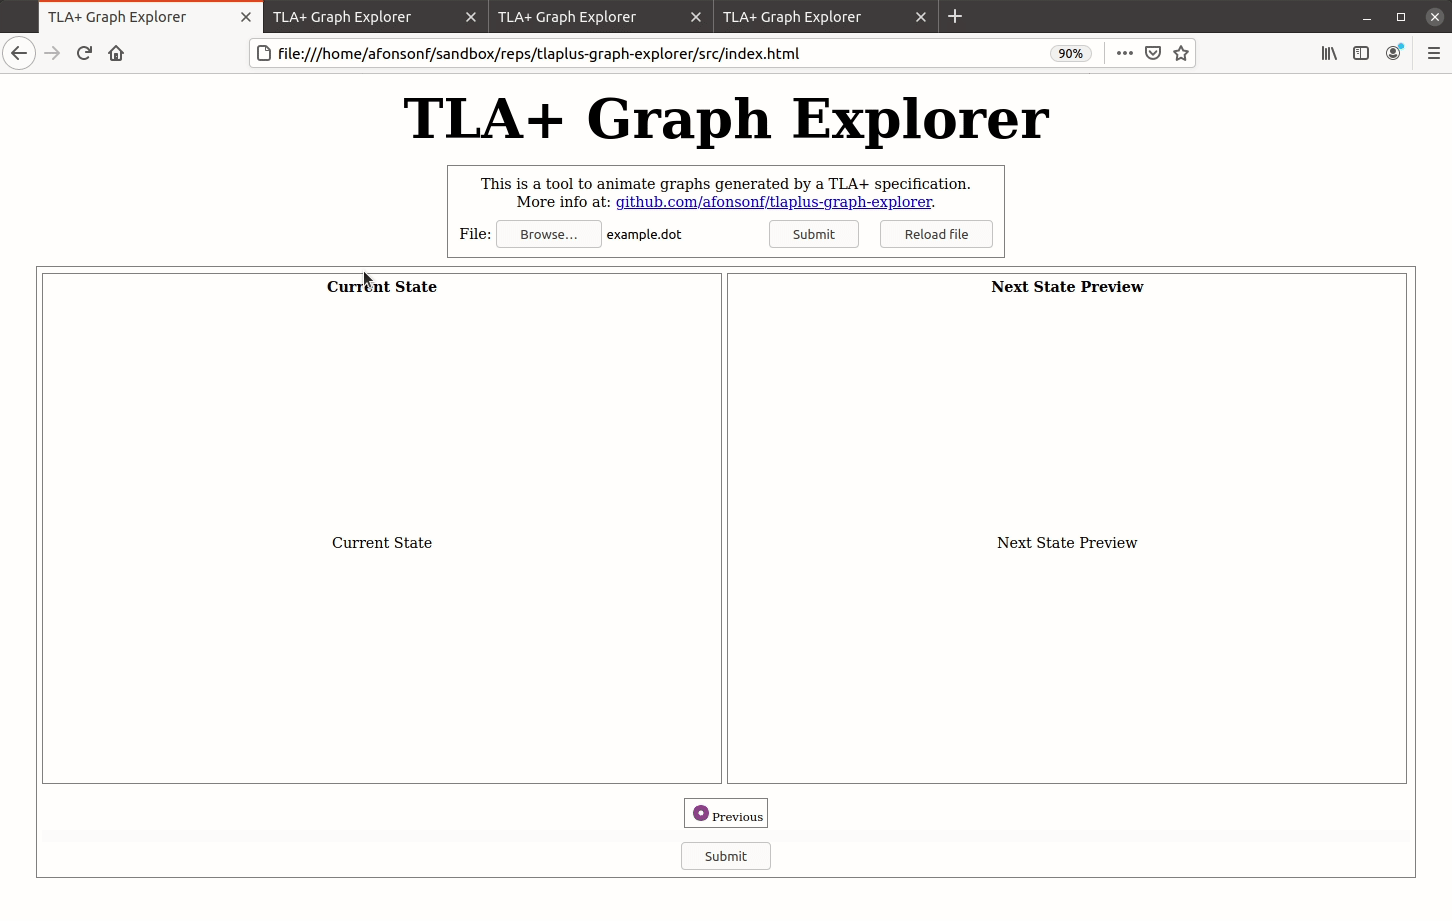 TLA+ Graph Explorer
TLA+ Graph Explorer
TLA+ Graph Explorer
TLA+ Graph Explorer
file:///home/afonsonf/sandbox/reps/tlaplus-graph-explorer/src/index.html
90%
TLA+ Graph Explorer
This is a tool to animate graphs generated by a TLA+ specification.
More info at: github.com/afonsonf/tlaplus-graph-explorer.
File: Browse... example.dot Submit Reload file
Current State
Next State Preview
Current State
Next State Preview
Previous
Submit